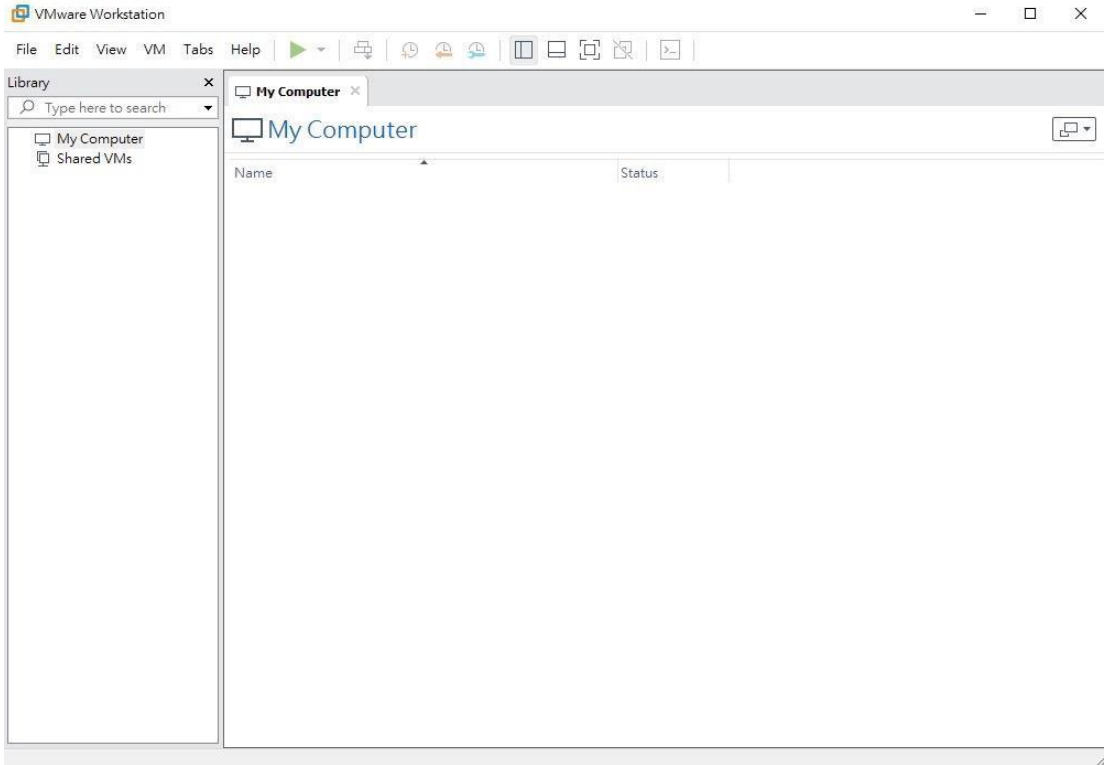 VMware Workstation
File Edit View VM Tabs Help
Library
My Computer
Type here to search
My Computer
My Computer
Shared VMs
Name Status